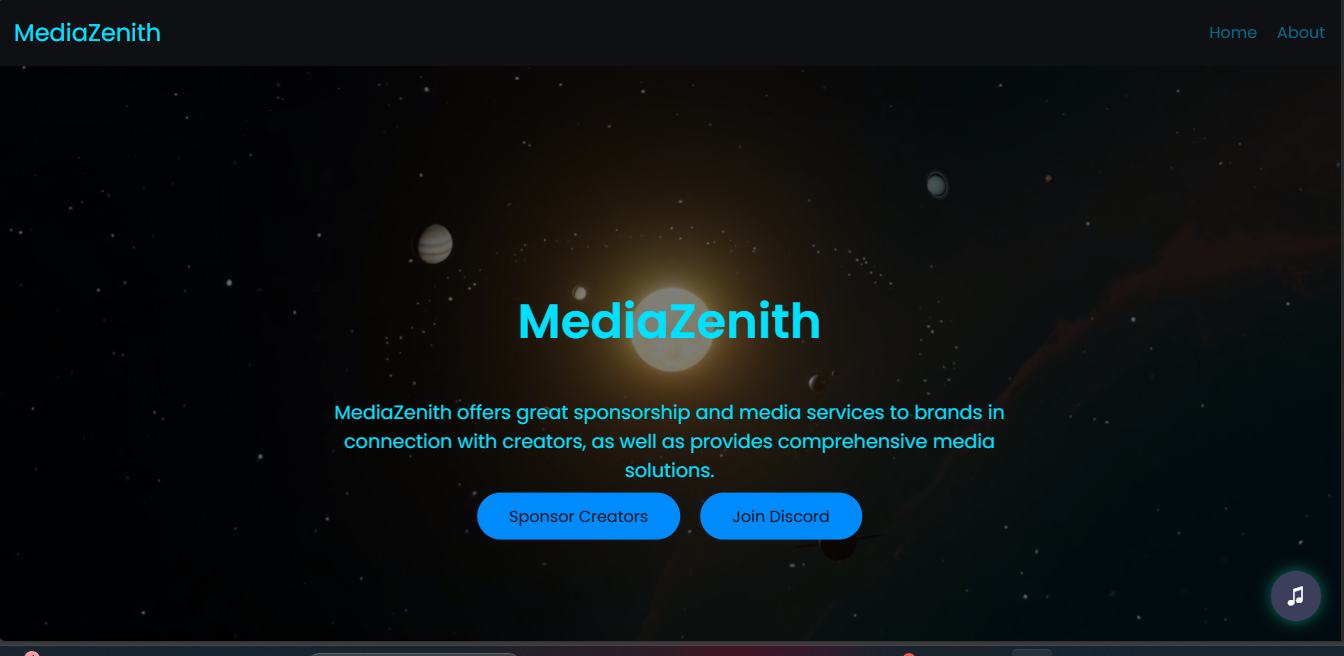 MediaZenith
Home About
MediaZenith
MediaZenith offers great sponsorship and media services to brands in
connection with creators, as well as provides comprehensive media
solutions.
Sponsor Creators Join Discord